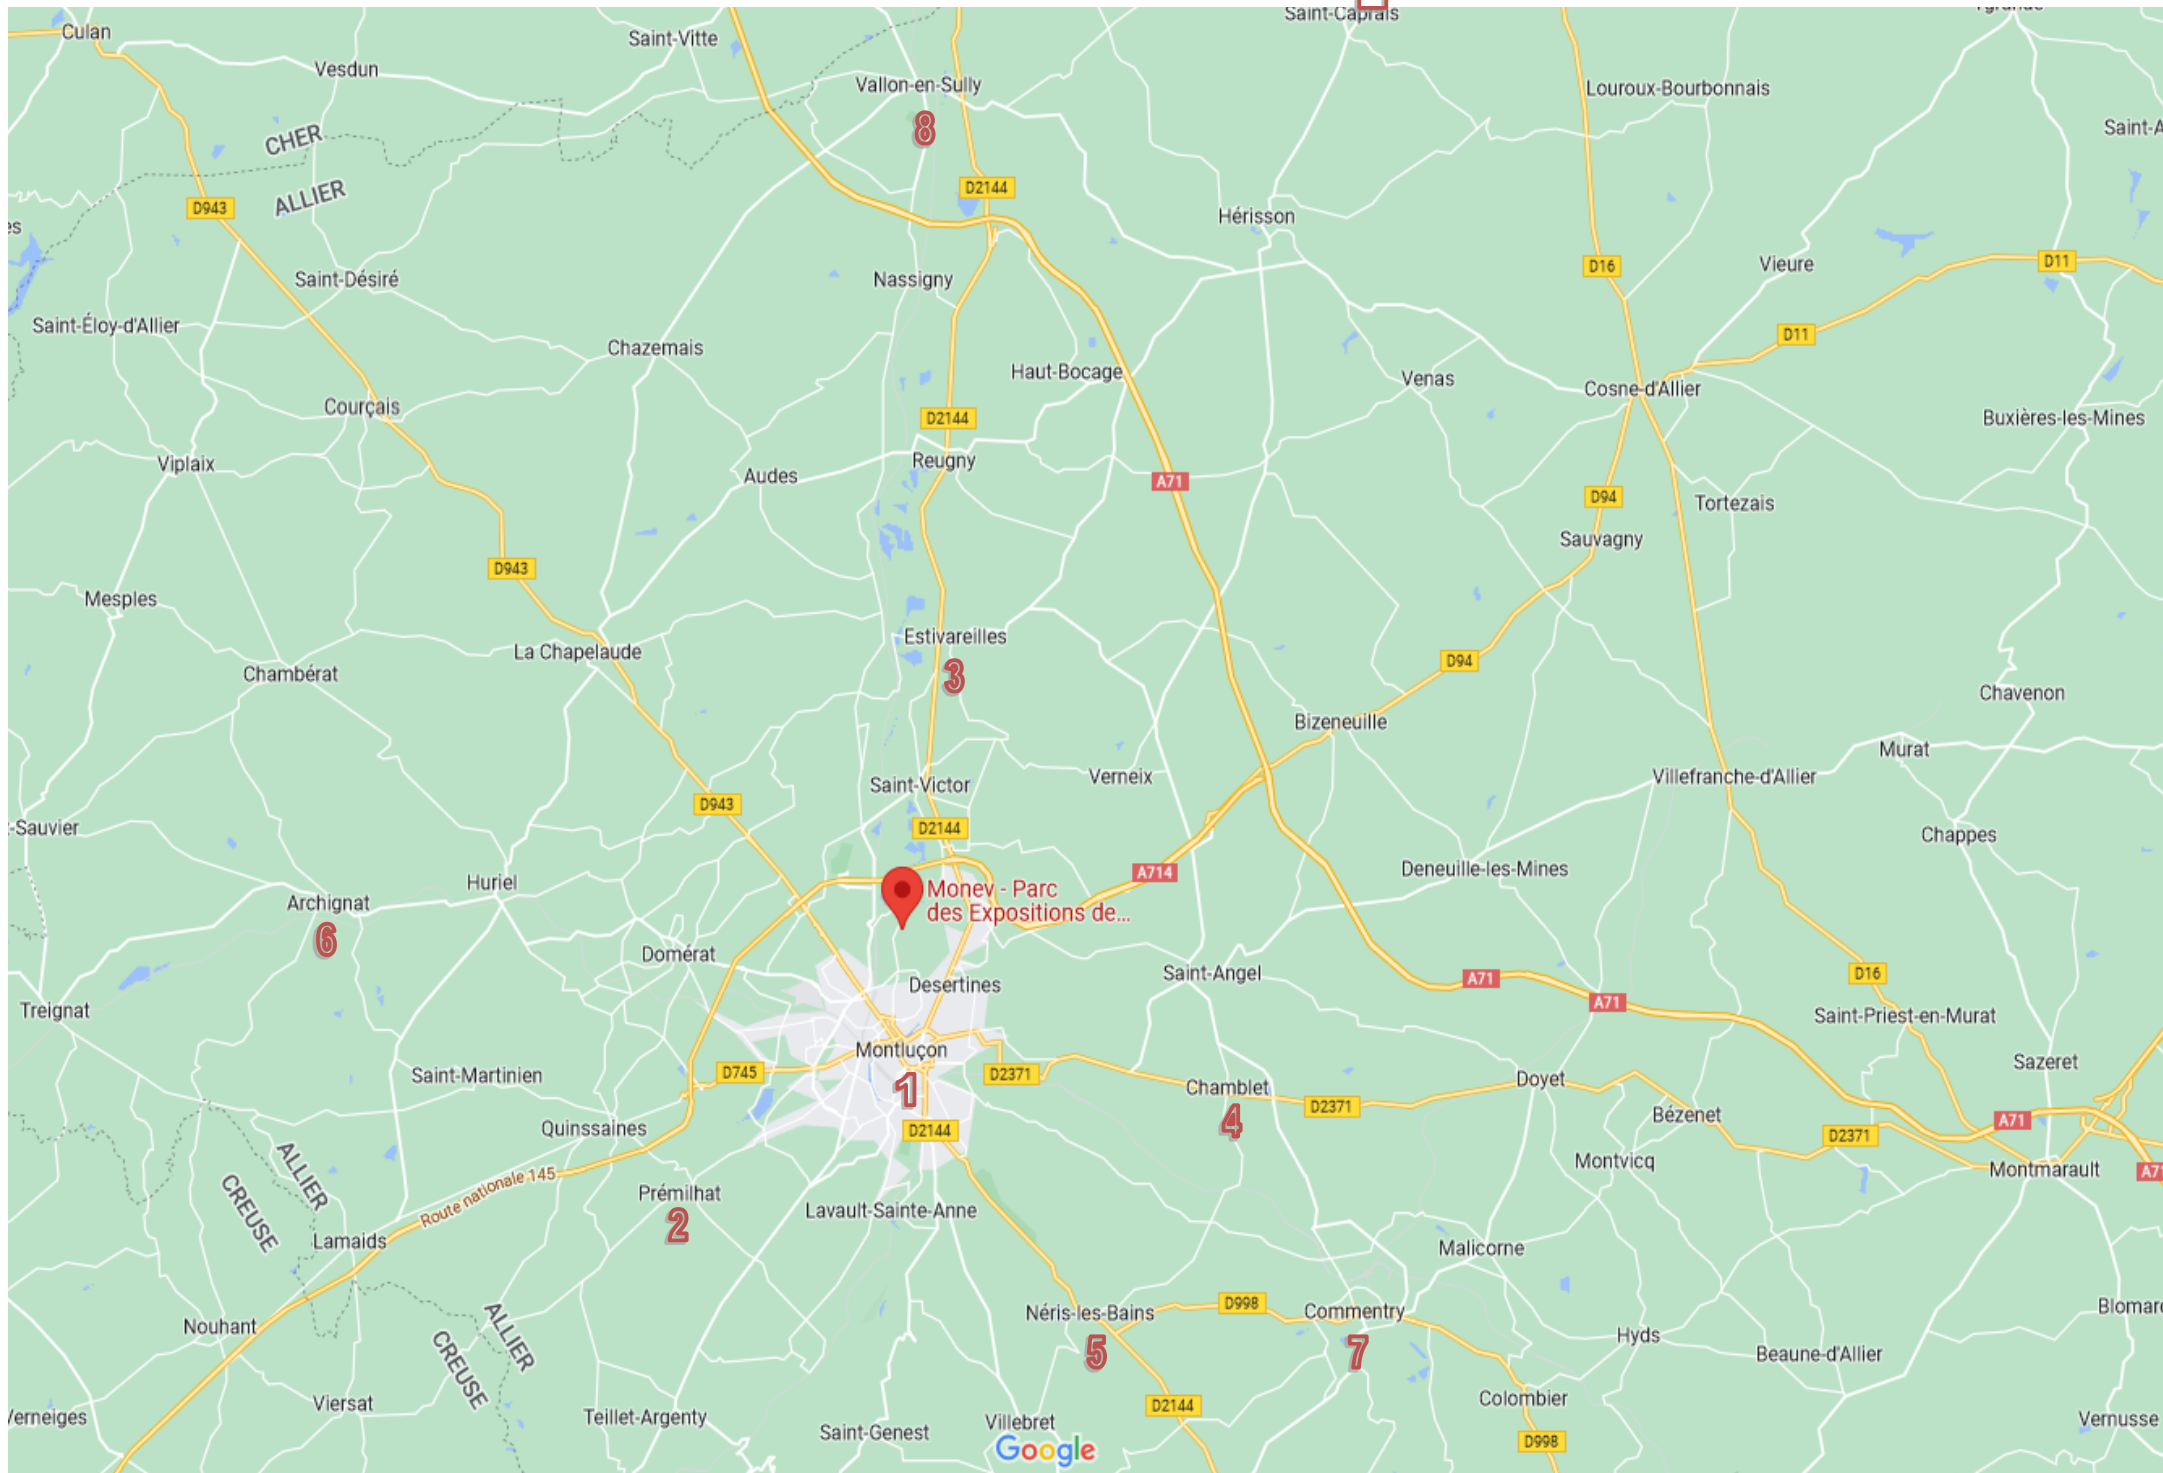 Culan
Saint-Vitte
Saint-Caprais
Vesdun
Vallon-en-Sully
Louroux-Bourbonnais
8
Saint-A
CHER
ALLIER
D943
D2144
Hérisson
es
Saint-Désiré
Nassigny
D16
Vieure
D11
Saint-Éloy-d'Allier
D11
Chazemais
Haut-Bocage
Venas
Cosne-d'Allier
Courçais
D2144
Buxières-les-Mines
Viplaix
Audes
Reugny
A71
D94
Tortezais
Sauvagny
D943
Mesples
Estivareilles
La Chapelaude
D94
Chambérat
3
Chavenon
Bizeneuille
Murat
Saint-Victor
Verneix
Villefranche-d'Allier
D943
-Sauvier
D2144
Chappes
A714
Deneuille-les-Mines
Huriel
Monev - Parc
des Expositions de...
Archignat
6
Domérat
Saint-Angel
A71
D16
Desertines
A71
Treignat
Saint-Priest-en-Murat
Montluçon
Sazeret
Saint-Martinien
D745
D2371
Chamblet
Doyet
1
4
D2371
Bézenet
A71
Quinssaines
D2144
D2371
ALLIER
CREUSE
Montvicq
Montmarault
A71
Route nationale 145
Prémilhat
2
Lavault-Sainte-Anne
Lamaids
Malicorne
Nouhant
Néris-les-Bains
D998
Commentry
Blomar
ALLIER
CREUSE
5
7
Hyds
Beaune-d'Allier
Viersat
D2144
Colombier
Verneiges
Teillet-Argenty
Saint-Genest
Villebret
Vernusse
Google
D998